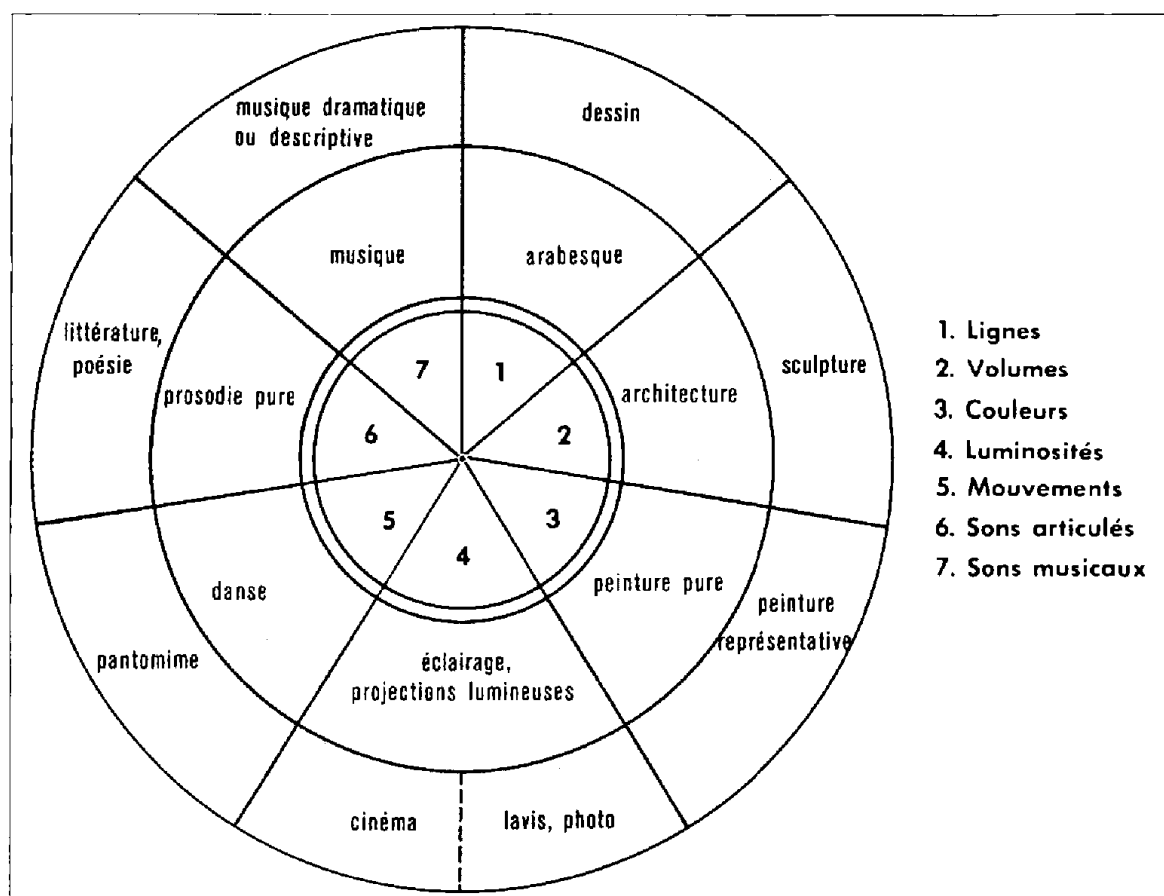 musique dramatique
ou descriptive
dessin
musique
arabesque
littérature,
poésie
prosodie pure
architecture
sculpture
7
1
6
2
5
3
4
danse
peinture pure
pantomime
peinture
représentative
éclairage,
projections lumineuses
cinéma
lavis, photo
1. Lignes
2. Volumes
3. Couleurs
4. Luminosités
5. Mouvements
6. Sons articulés
7. Sons musicaux